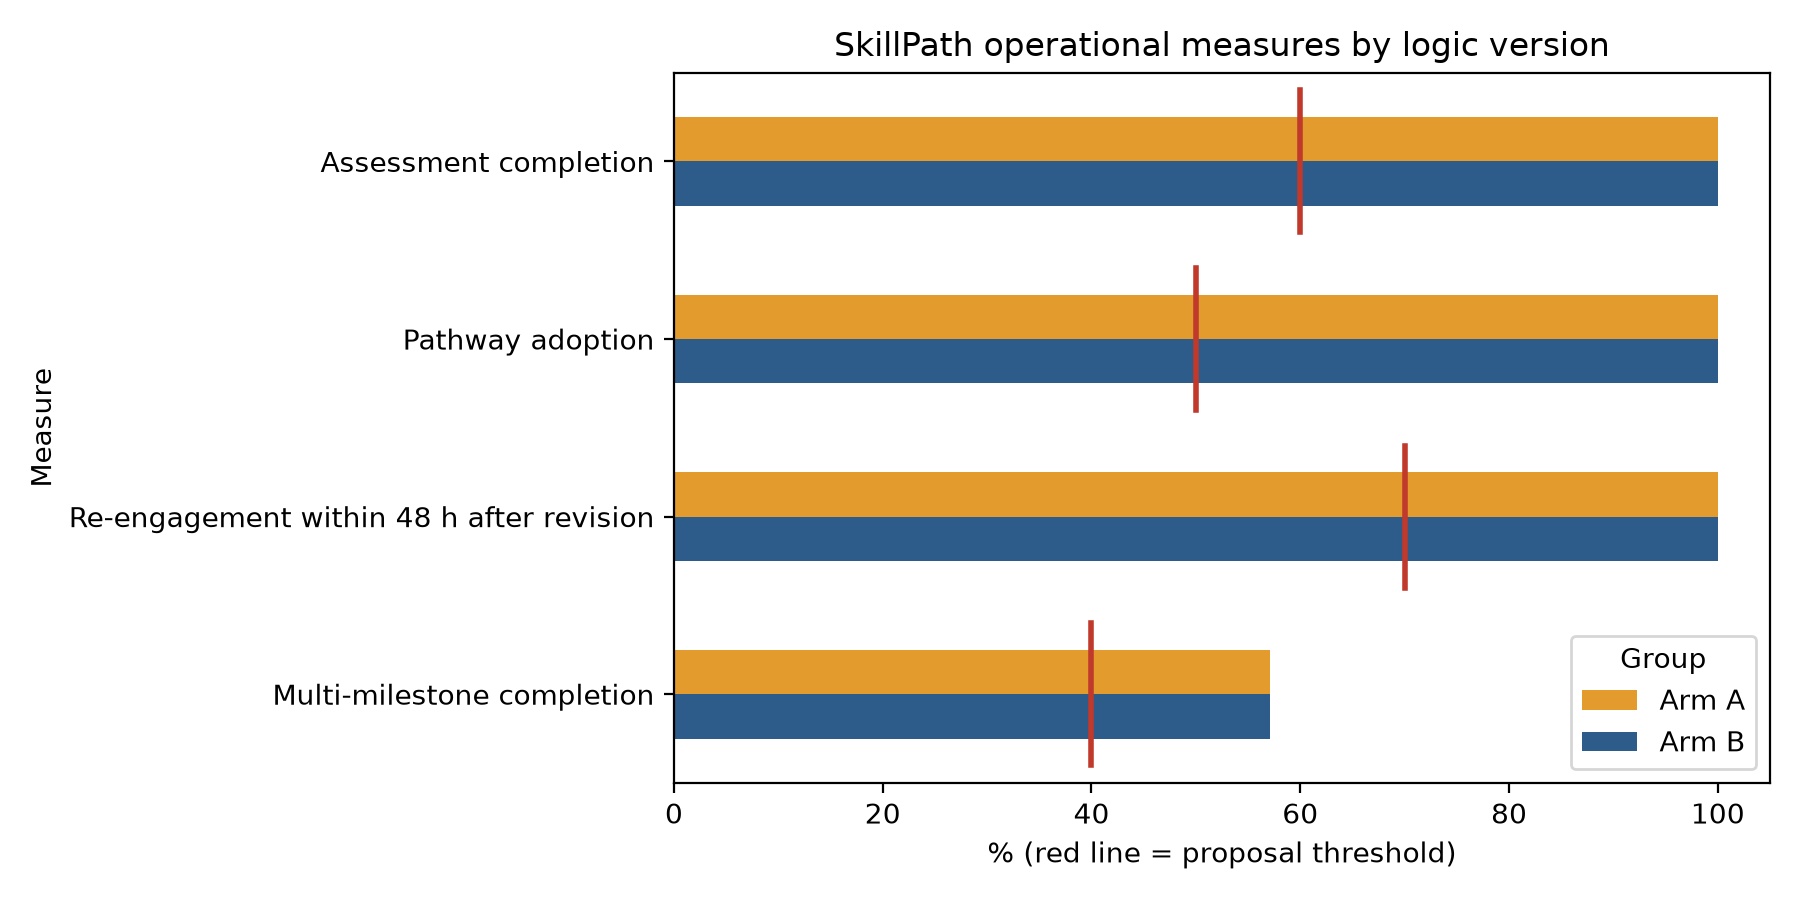 SkillPath operational measures by logic version
Measure
Assessment completion
Pathway adoption
Re-engagement within 48 h after revision
Multi-milestone completion
Group
Arm A
Arm B
0 20 40 60 80 100
% (red line = proposal threshold)